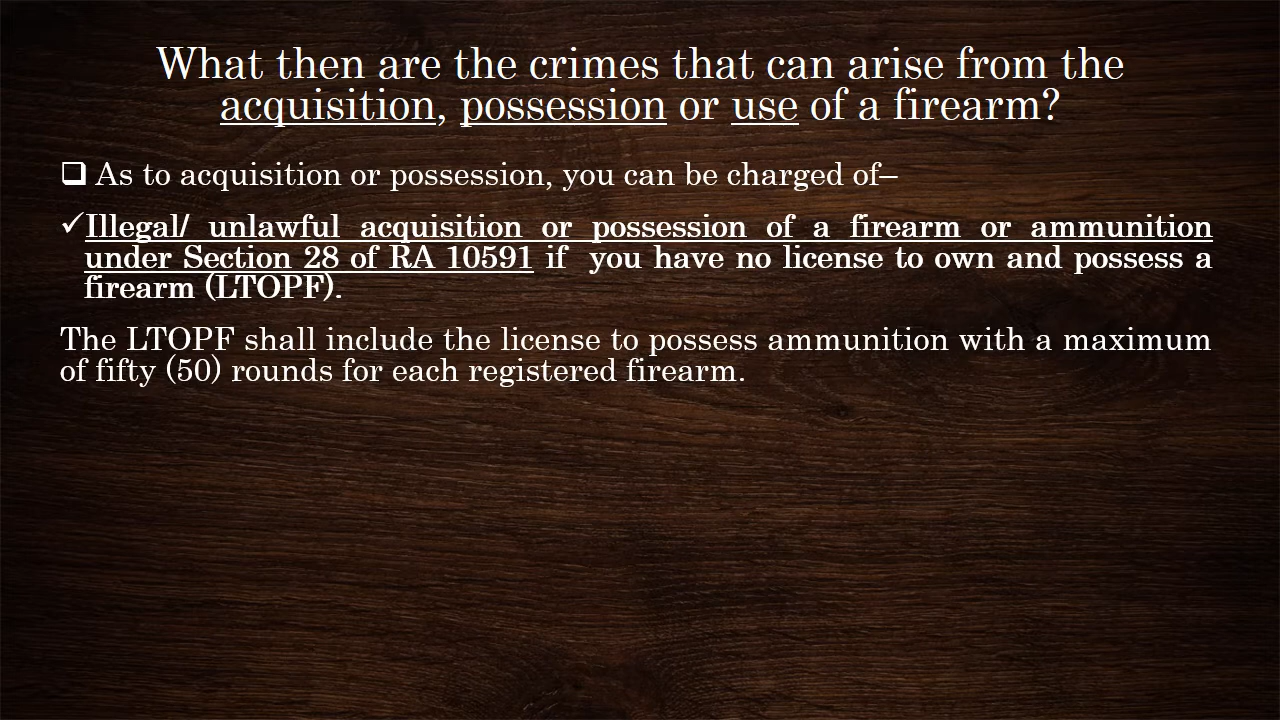 What then are the crimes that can arise from the
acquisition, possession or use of a firearm?
❑ As to acquisition or possession, you can be charged of–
✓Illegal/ unlawful acquisition or possession of a firearm or ammunition
under Section 28 of RA 10591 if you have no license to own and possess a
firearm (LTOPF).
The LTOPF shall include the license to possess ammunition with a maximum
of fifty (50) rounds for each registered firearm.